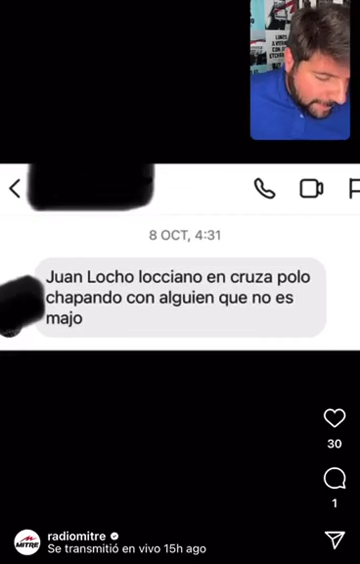 8 OCT, 4:31
Juan Locho locciano en cruza polo
chapando con alguien que no es
majo
30
1
MITRE
radiomitre
Se transmitió en vivo 15h ago